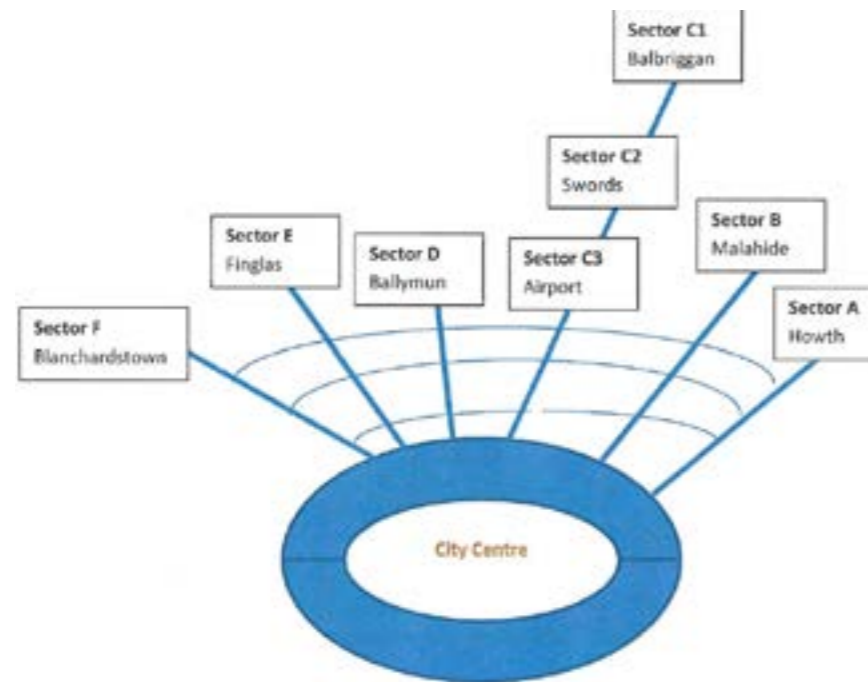 Sector C1
Balbriggan
Sector C2
Swords
Sector B
Malahide
Sector E
Finglas
Sector D
Ballymun
Sector C3
Airport
Sector A
Howth
Sector F
Blanchardstown
City Centre